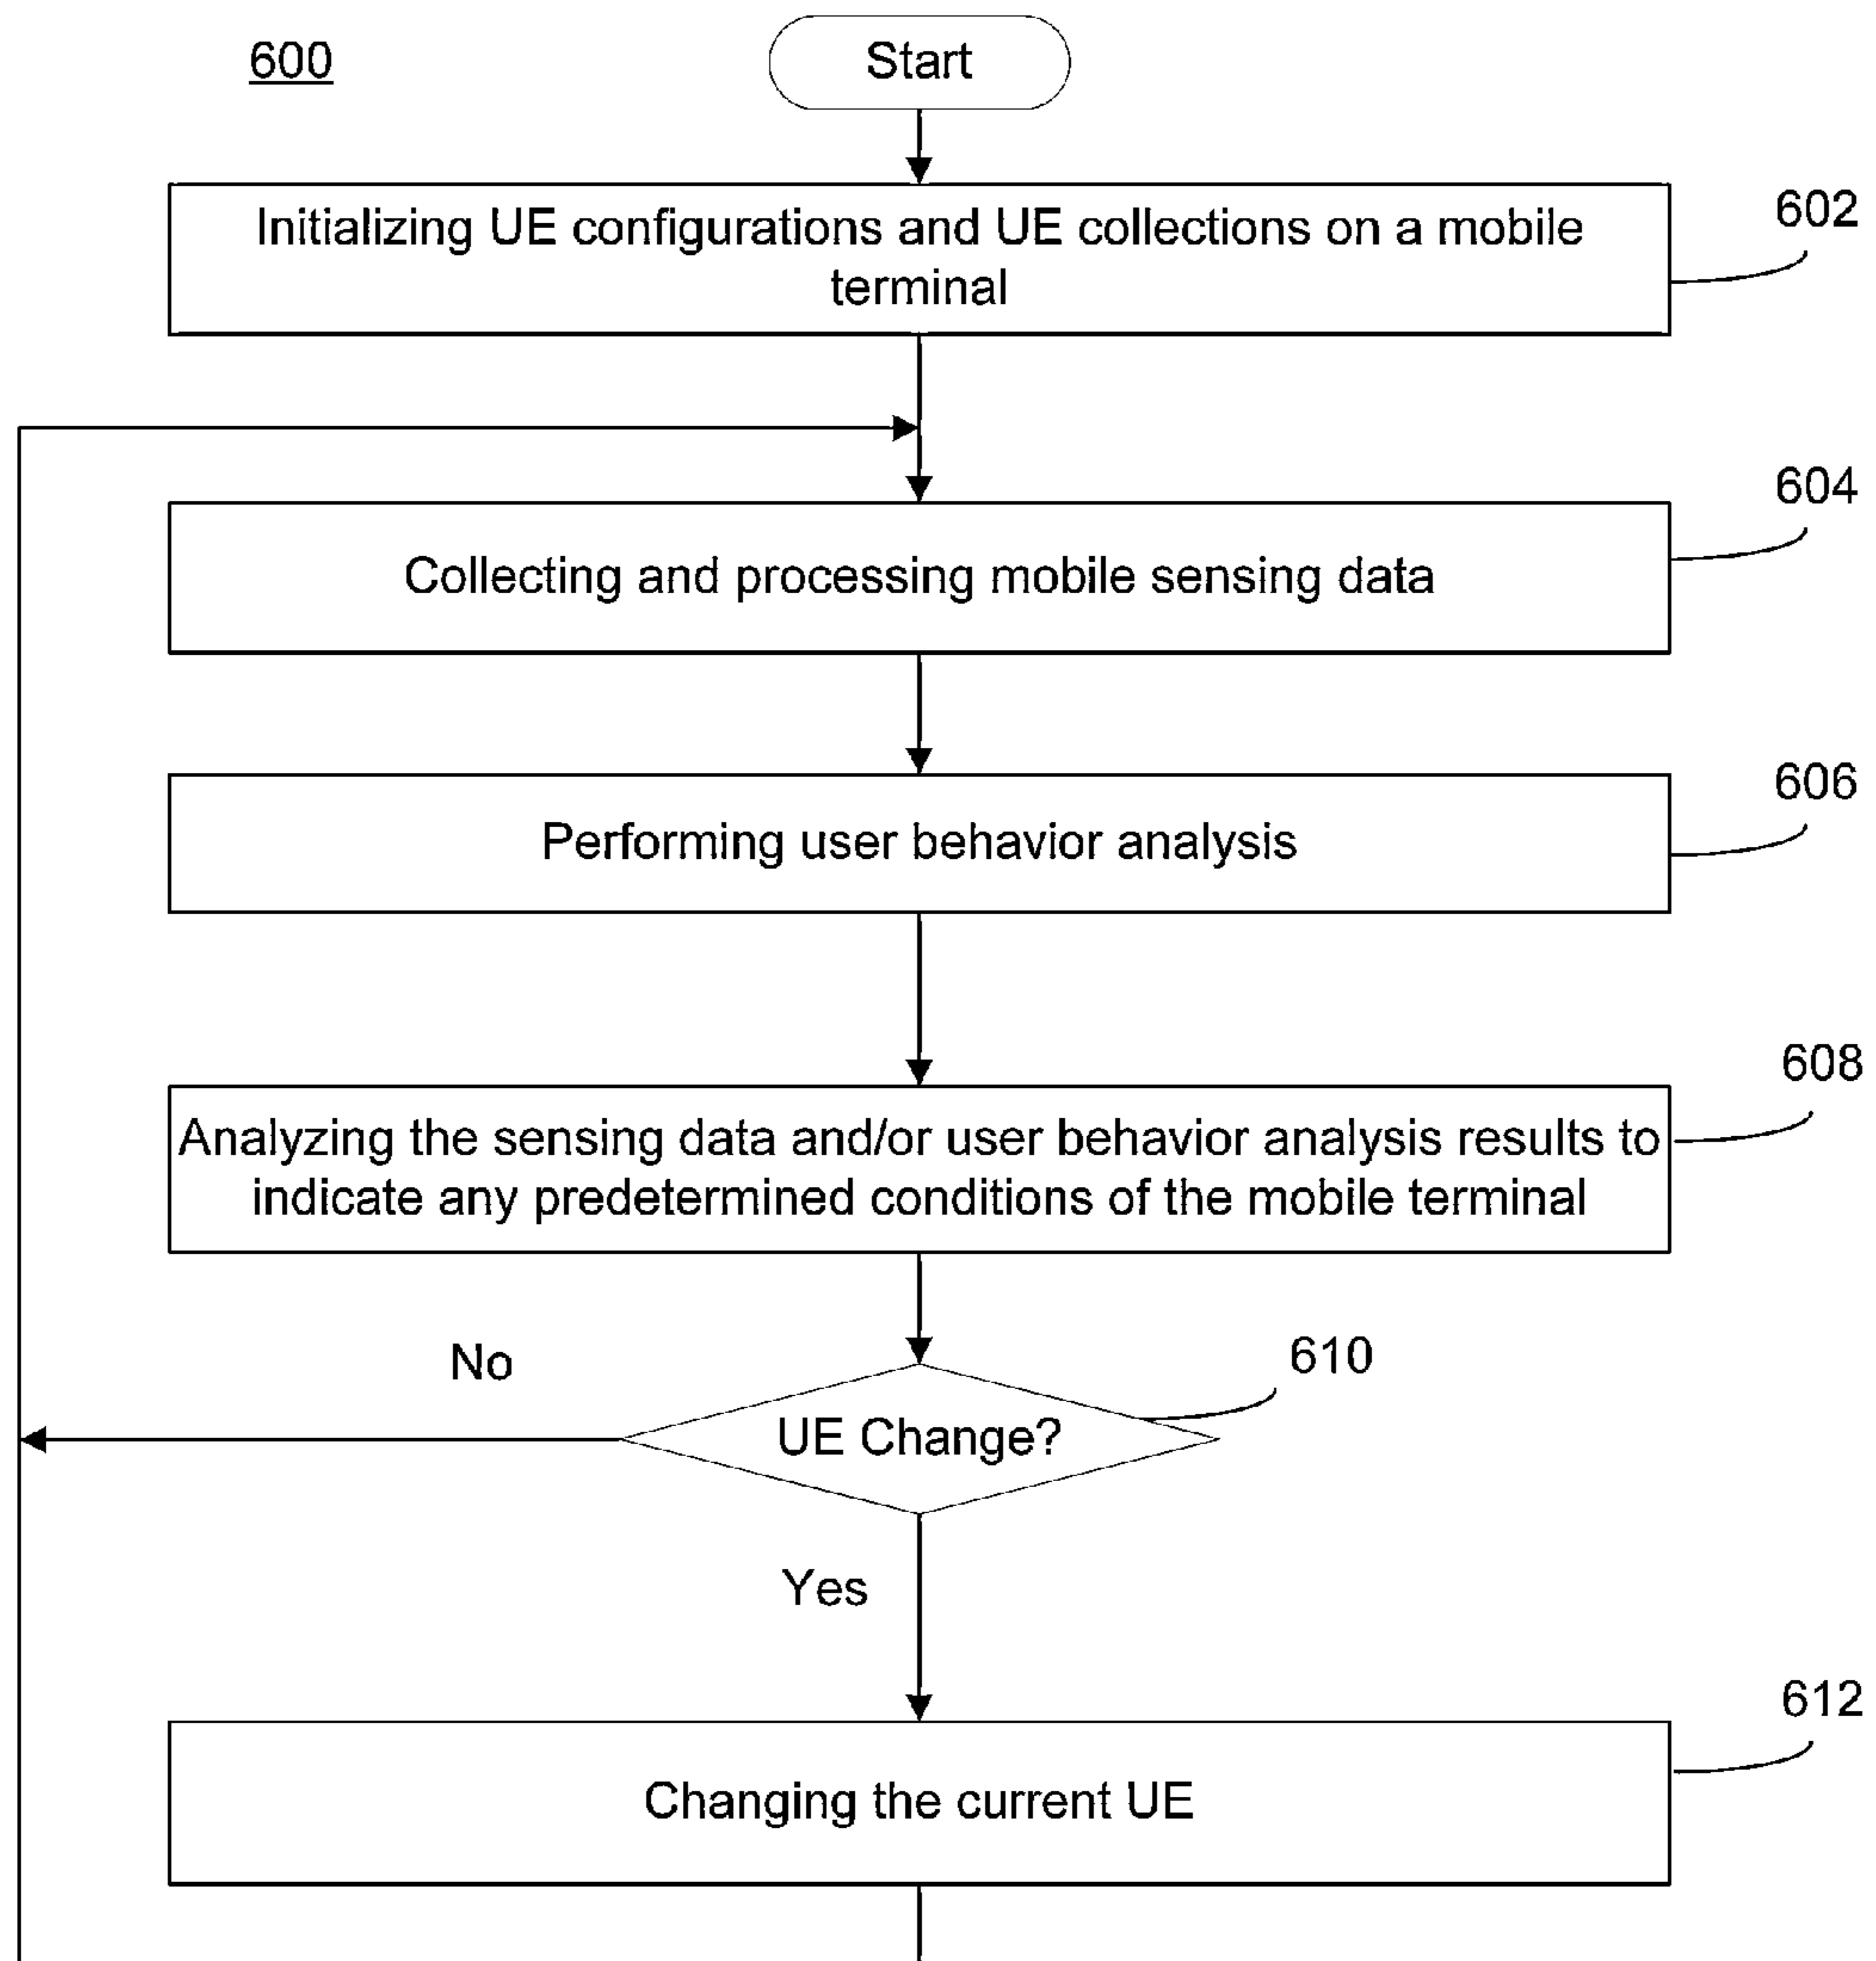 600
Start
Initializing UE configurations and UE collections on a mobile
terminal
602
604
Collecting and processing mobile sensing data
606
Performing user behavior analysis
608
Analyzing the sensing data and/or user behavior analysis results to
indicate any predetermined conditions of the mobile terminal
No
610
UE Change?
Yes
612
Changing the current UE